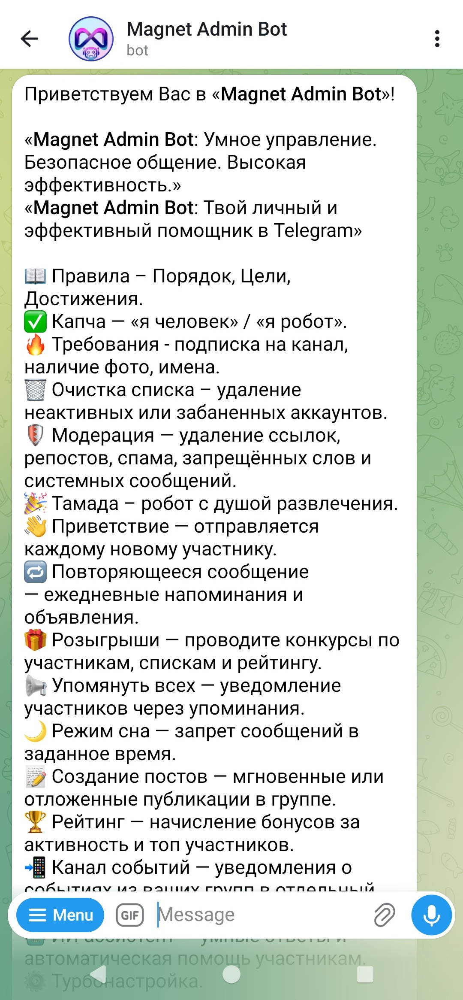 Magnet Admin Bot
bot
Приветствуем Вас в «Magnet Admin Bot»!
«Magnet Admin Bot: Умное управление.
Безопасное общение. Высокая
эффективность.»
«Magnet Admin Bot: Твой личный и
эффективный помощник в Telegram»
📖 Правила – Порядок, Цели,
Достижения.
✅ Капча — «я человек» / «я робот».
🔥 Требования - подписка на канал,
наличие фото, имена.
🗑 Очистка списка – удаление
неактивных или забаненных аккаунтов.
🛡 Модерация — удаление ссылок,
репостов, спама, запрещённых слов и
системных сообщений.
🎉 Тамада – робот с душой развлечения.
👋 Приветствие — отправляется
каждому новому участнику.
🔁 Повторяющееся сообщение
— ежедневные напоминания и
объявления.
🎁 Розыгрыши — проводите конкурсы по
участникам, спискам и рейтингу.
📢 Упомянуть всех — уведомление
участников через упоминания.
🌙 Режим сна — запрет сообщений в
заданное время.
📝 Создание постов — мгновенные или
отложенные публикации в группе.
🏆 Рейтинг — начисление бонусов за
активность и топ участников.
📲 Канал событий — уведомления о
событиях из ваших групп в отдельный
Menu
GIF
Message
ИИ ассистент — умные ответы и
автоматическая помощь участникам.
⚙ Турбонастройка.